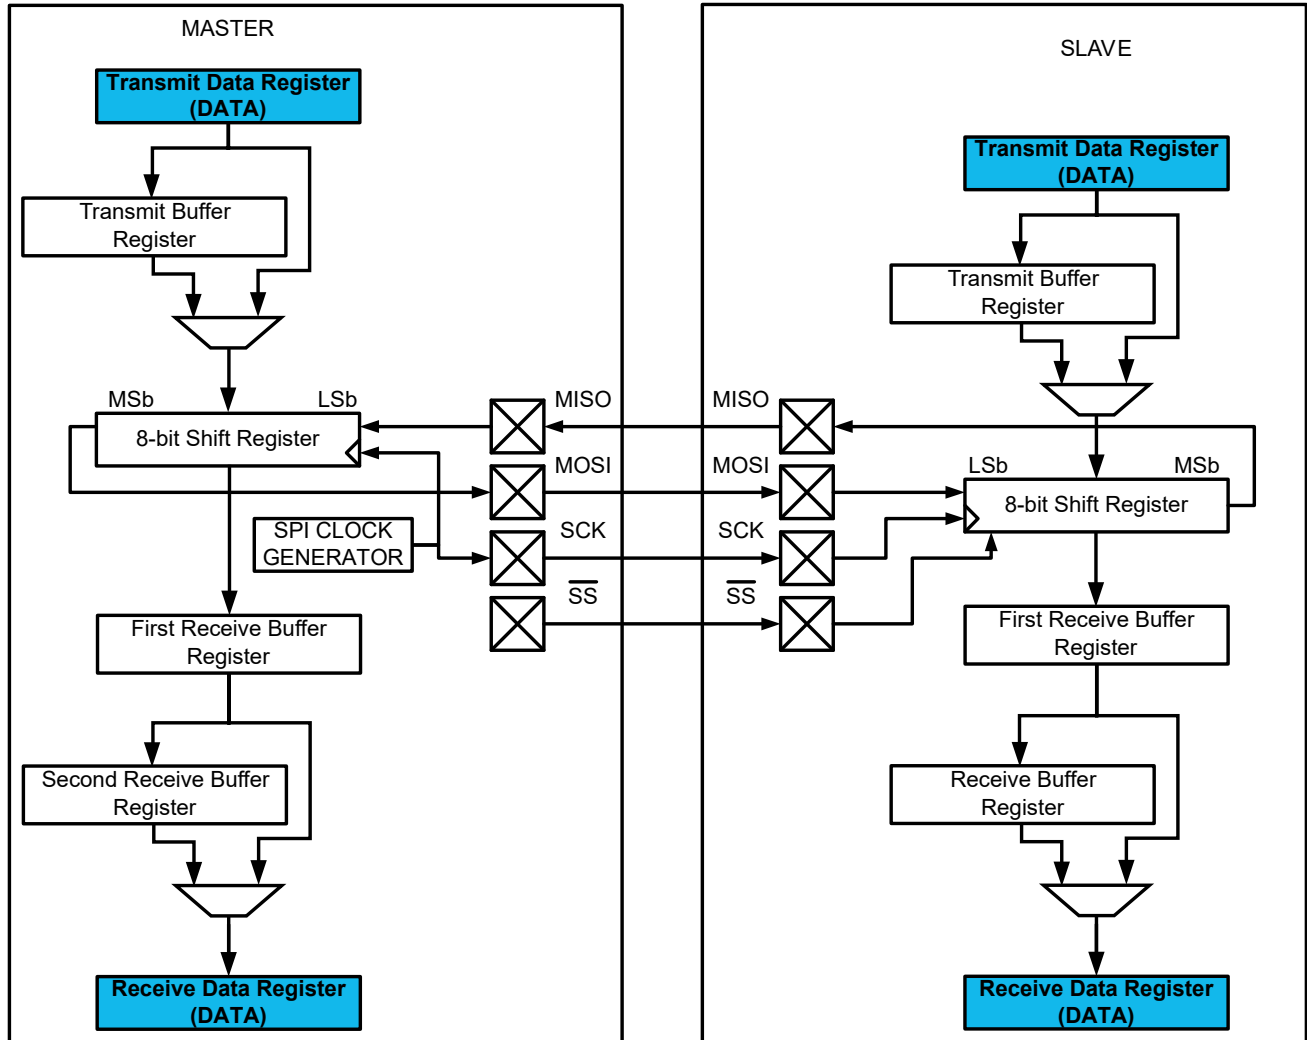 MASTER
Transmit Data Register
(DATA)
Transmit Buffer
Register
MSb
LSb
8-bit Shift Register
SPI CLOCK
GENERATOR
First Receive Buffer
Register
Second Receive Buffer
Register
Receive Data Register
(DATA)
MISO
MOSI
SCK
SS
MISO
MOSI
SCK
SS
SLAVE
Transmit Data Register
(DATA)
Transmit Buffer
Register
LSb
MSb
8-bit Shift Register
First Receive Buffer
Register
Receive Buffer
Register
Receive Data Register
(DATA)